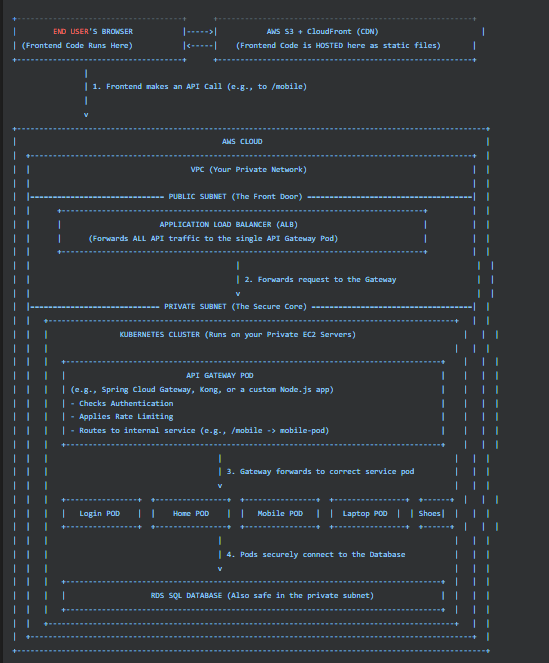 END USER'S BROWSER |----->| AWS S3 + CloudFront (CDN)
(Frontend Code Runs Here) |<-----| (Frontend Code is HOSTED here as static files)
1. Frontend makes an API Call (e.g., to /mobile)
v
AWS CLOUD
VPC (Your Private Network)
PUBLIC SUBNET (The Front Door)
APPLICATION LOAD BALANCER (ALB)
(Forwards ALL API traffic to the single API Gateway Pod)
2. Forwards request to the Gateway
v
PRIVATE SUBNET (The Secure Core)
KUBERNETES CLUSTER (Runs on your Private EC2 Servers)
API GATEWAY POD
(e.g., Spring Cloud Gateway, Kong, or a custom Node.js app)
- Checks Authentication
- Applies Rate Limiting
- Routes to internal service (e.g., /mobile -> mobile-pod)
3. Gateway forwards to correct service pod
v
Login POD | | Home POD | | Mobile POD | | Laptop POD | | Shoes|
4. Pods securely connect to the Database
v
RDS SQL DATABASE (Also safe in the private subnet)